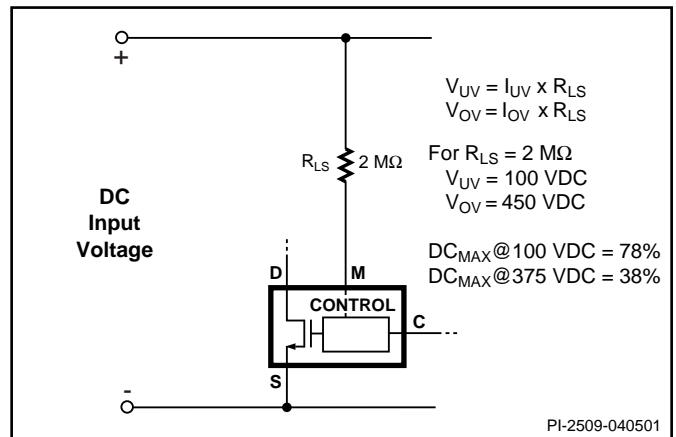 +
V_UV = I_UV x R_LS
V_OV = I_OV x R_LS
R_LS 2 MΩ
For R_LS = 2 MΩ
V_UV = 100 VDC
V_OV = 450 VDC
DC
Input
Voltage
DC_MAX@100 VDC = 78%
DC_MAX@375 VDC = 38%
D M
CONTROL
C
S
-
PI-2509-040501